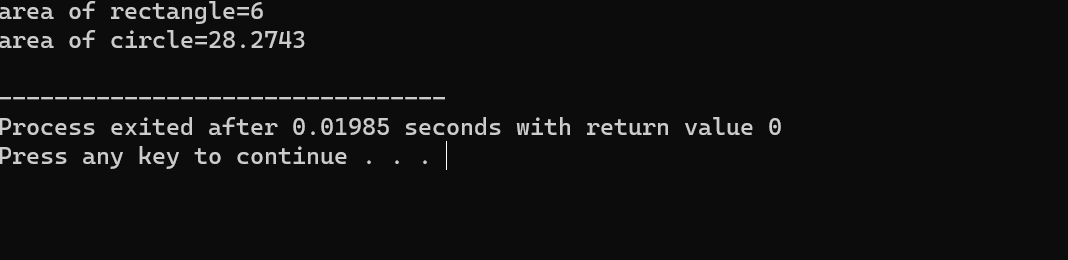 area of rectangle=6
area of circle=28.2743
--------------------------------
Process exited after 0.01985 seconds with return value 0
Press any key to continue . . .